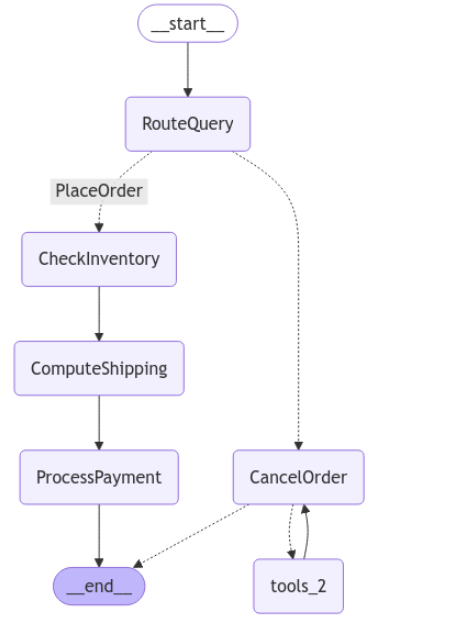 __start__
RouteQuery
PlaceOrder
CheckInventory
ComputeShipping
ProcessPayment
CancelOrder
__end__
tools_2